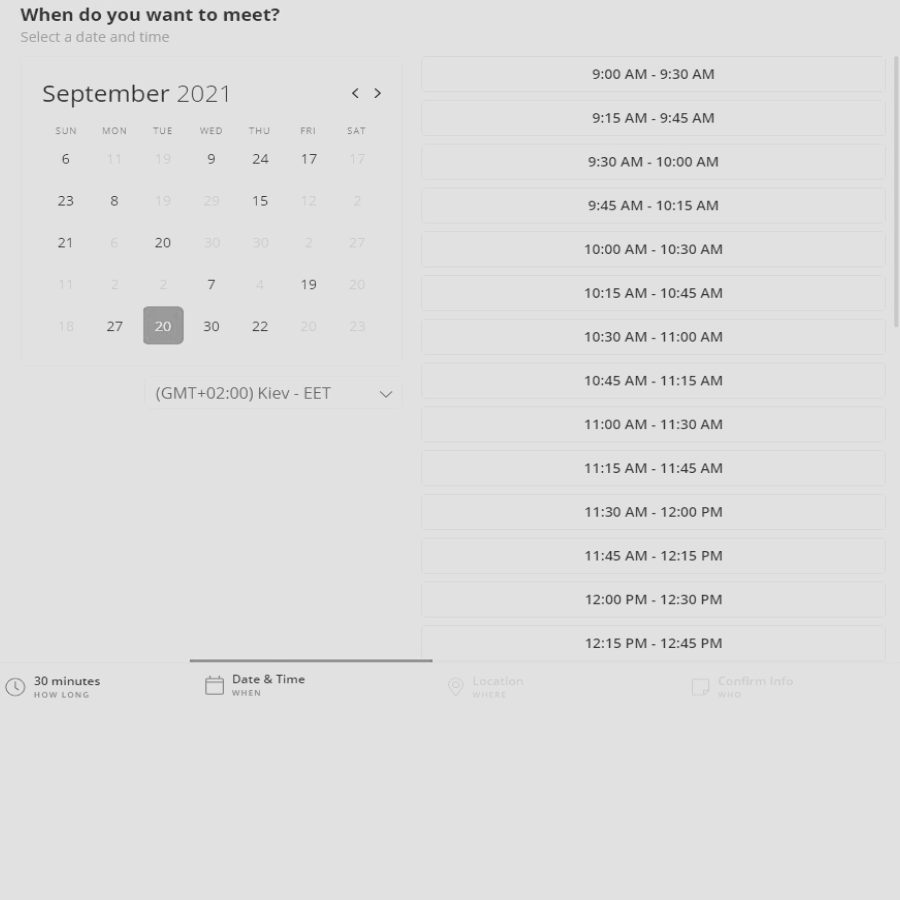 When do you want to meet?
Select a date and time
September 2021
SUN MON TUE WED THU FRI SAT
6 11 19 9 24 17 17
23 8 19 29 15 12 2
21 6 20 30 30 2 27
11 2 2 7 4 19 20
18 27 20 30 22 20 23
(GMT+02:00) Kiev - EET
9:00 AM - 9:30 AM
9:15 AM - 9:45 AM
9:30 AM - 10:00 AM
9:45 AM - 10:15 AM
10:00 AM - 10:30 AM
10:15 AM - 10:45 AM
10:30 AM - 11:00 AM
10:45 AM - 11:15 AM
11:00 AM - 11:30 AM
11:15 AM - 11:45 AM
11:30 AM - 12:00 PM
11:45 AM - 12:15 PM
12:00 PM - 12:30 PM
12:15 PM - 12:45 PM
30 minutes
HOW LONG
Date & Time
WHEN
Location
WHERE
Confirm Info
WHO